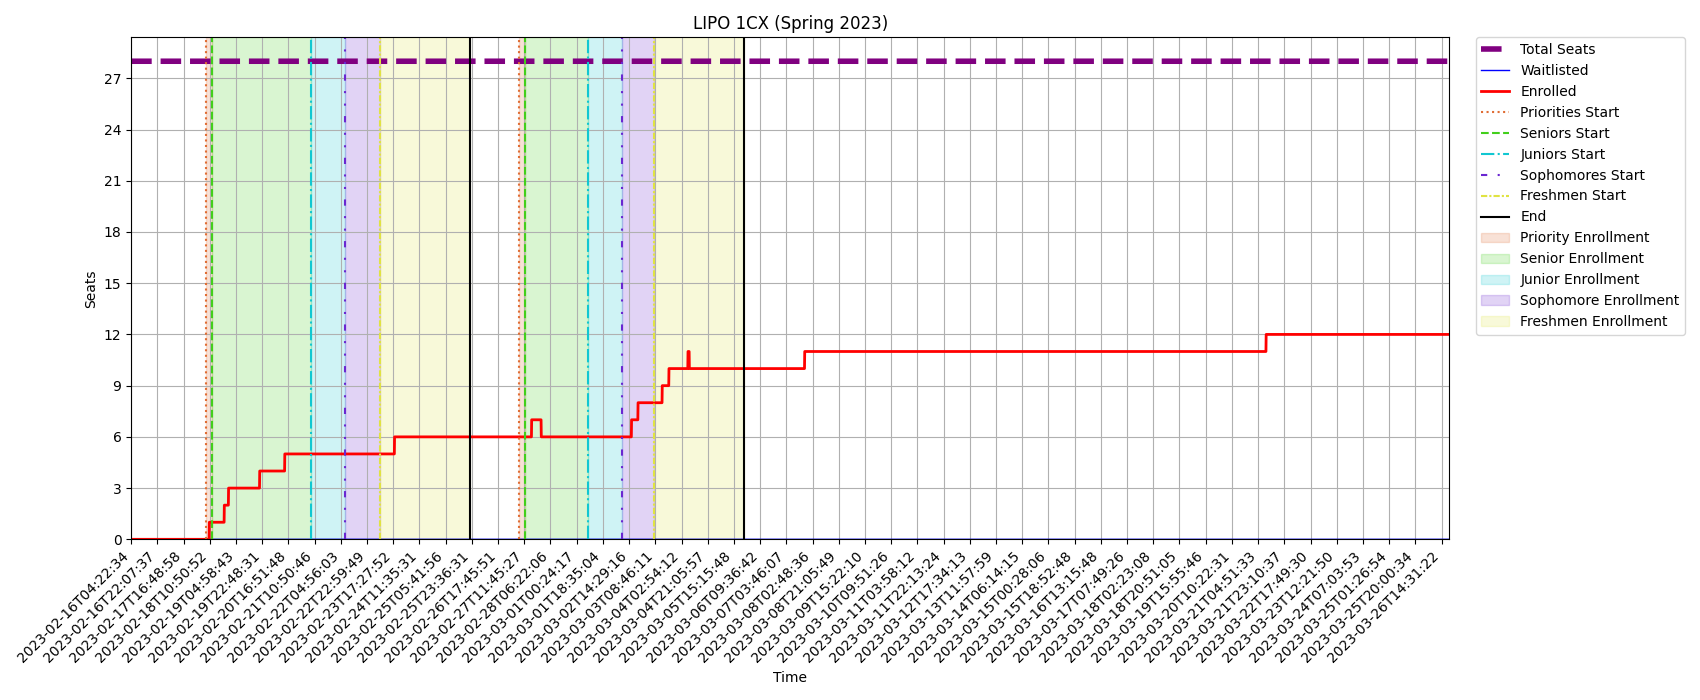 LIPO 1CX (Spring 2023)
Seats
27
24
21
18
15
12
9
6
3
0
2023-02-16T04:22:34
2023-02-16T22:07:37
2023-02-17T16:48:58
2023-02-18T10:50:52
2023-02-19T04:58:43
2023-02-19T22:48:31
2023-02-20T16:51:48
2023-02-21T10:50:46
2023-02-22T04:56:03
2023-02-22T22:59:49
2023-02-23T17:27:52
2023-02-24T11:35:31
2023-02-25T05:41:56
2023-02-25T23:36:31
2023-02-26T17:45:51
2023-02-27T11:45:27
2023-02-28T06:22:06
2023-03-01T00:24:17
2023-03-01T18:35:04
2023-03-02T14:29:16
2023-03-03T08:46:11
2023-03-04T02:54:12
2023-03-04T21:05:57
2023-03-05T15:15:48
2023-03-06T09:36:42
2023-03-07T03:46:07
2023-03-08T02:48:36
2023-03-08T21:05:49
2023-03-09T15:22:10
2023-03-10T09:51:26
2023-03-11T03:58:12
2023-03-11T22:13:24
2023-03-12T17:34:13
2023-03-13T11:57:59
2023-03-14T06:14:15
2023-03-15T00:28:06
2023-03-15T18:52:48
2023-03-16T13:15:48
2023-03-17T07:49:26
2023-03-18T02:23:08
2023-03-18T20:51:05
2023-03-19T15:55:46
2023-03-20T10:22:31
2023-03-21T04:51:33
2023-03-21T23:10:37
2023-03-22T17:49:30
2023-03-23T12:21:50
2023-03-24T07:03:53
2023-03-25T01:26:54
2023-03-25T20:00:34
2023-03-26T14:31:22
Time
Total Seats
Waitlisted
Enrolled
Priorities Start
Seniors Start
Juniors Start
Sophomores Start
Freshmen Start
End
Priority Enrollment
Senior Enrollment
Junior Enrollment
Sophomore Enrollment
Freshmen Enrollment